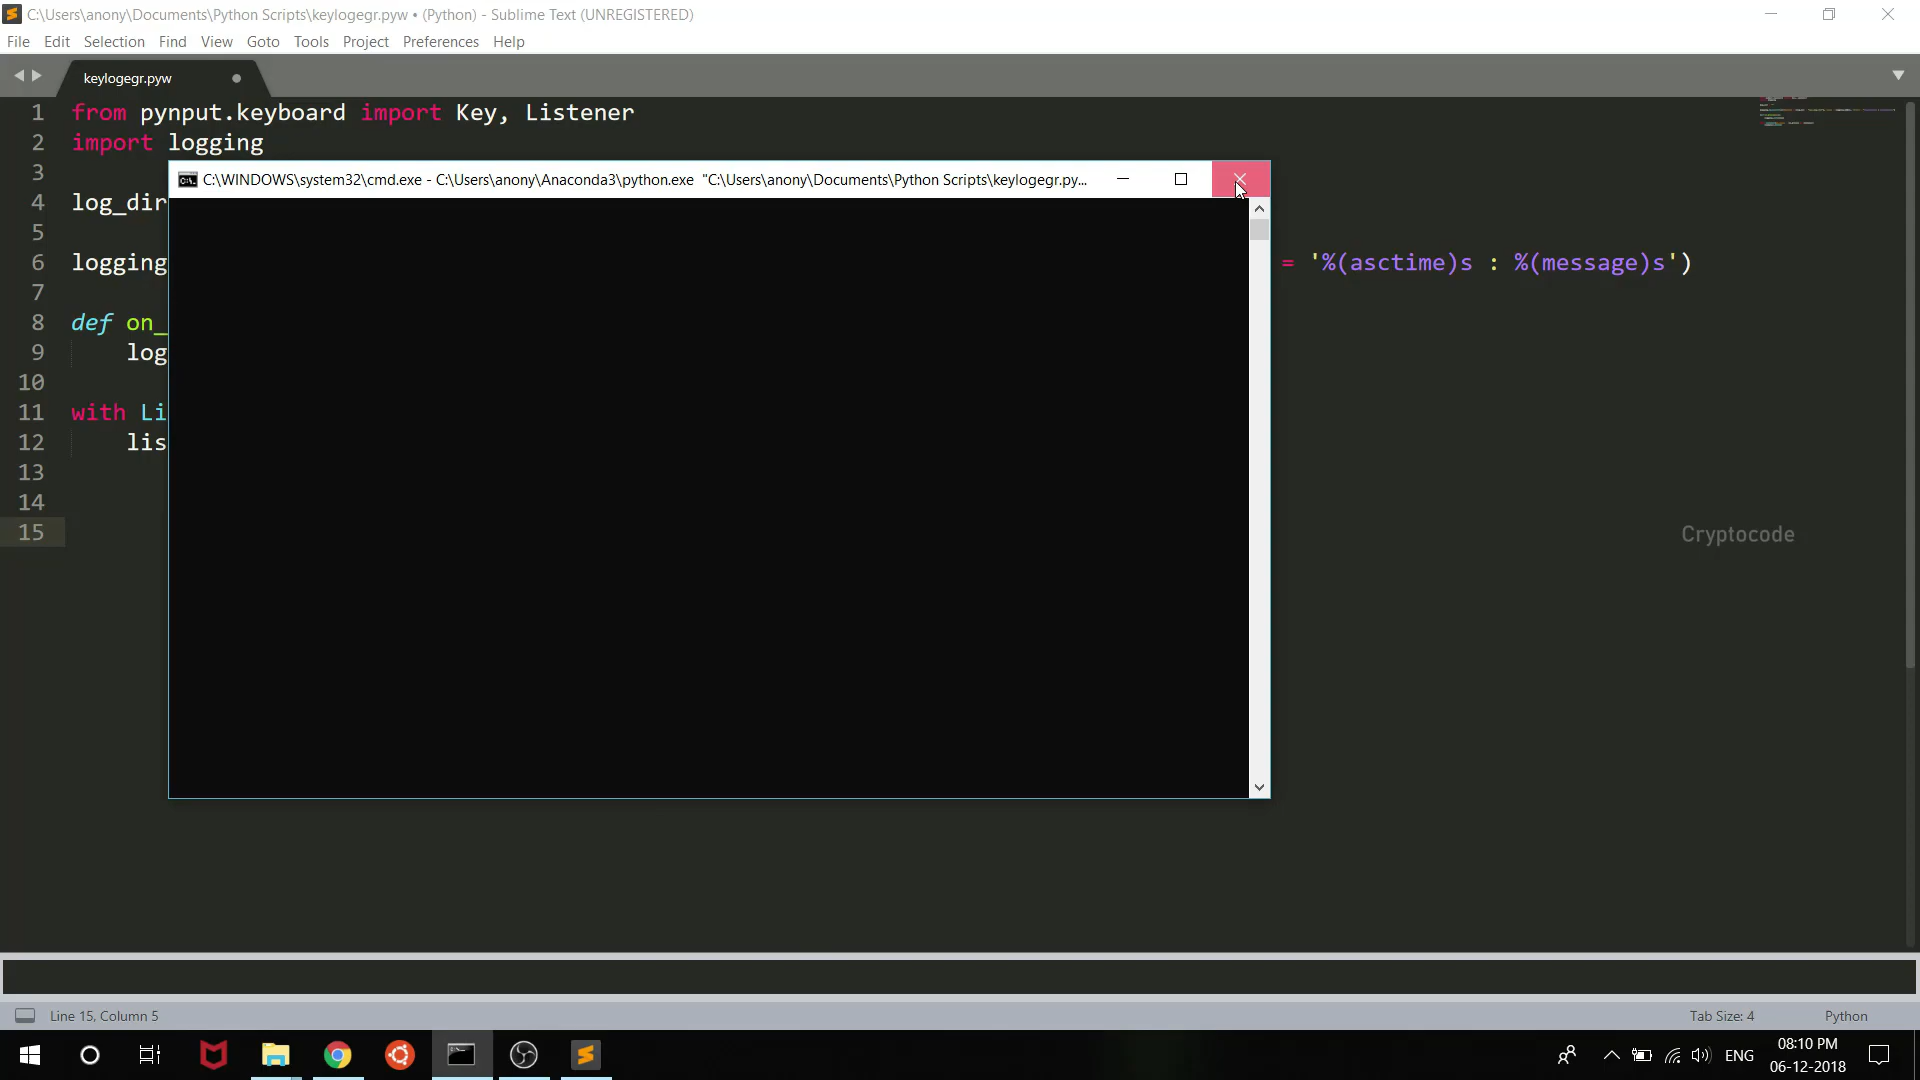 C:\Users\anony\Documents\Python Scripts\keylogegr.pyw • (Python) - Sublime Text (UNREGISTERED)
File Edit Selection Find View Goto Tools Project Preferences Help
keylogegr.pyw
1 from pynput.keyboard import Key, Listener
2 import logging
3
C:\WINDOWS\system32\cmd.exe - C:\Users\anony\Anaconda3\python.exe "C:\Users\anony\Documents\Python Scripts\keylogegr.py...
4 log_dir
5
6 logging = '%(asctime)s : %(message)s')
7
8 def on_
9 log
10
11 with Li
12 lis
13
14
15
Cryptocode
Line 15, Column 5 Tab Size: 4 Python
ENG 08:10 PM
06-12-2018